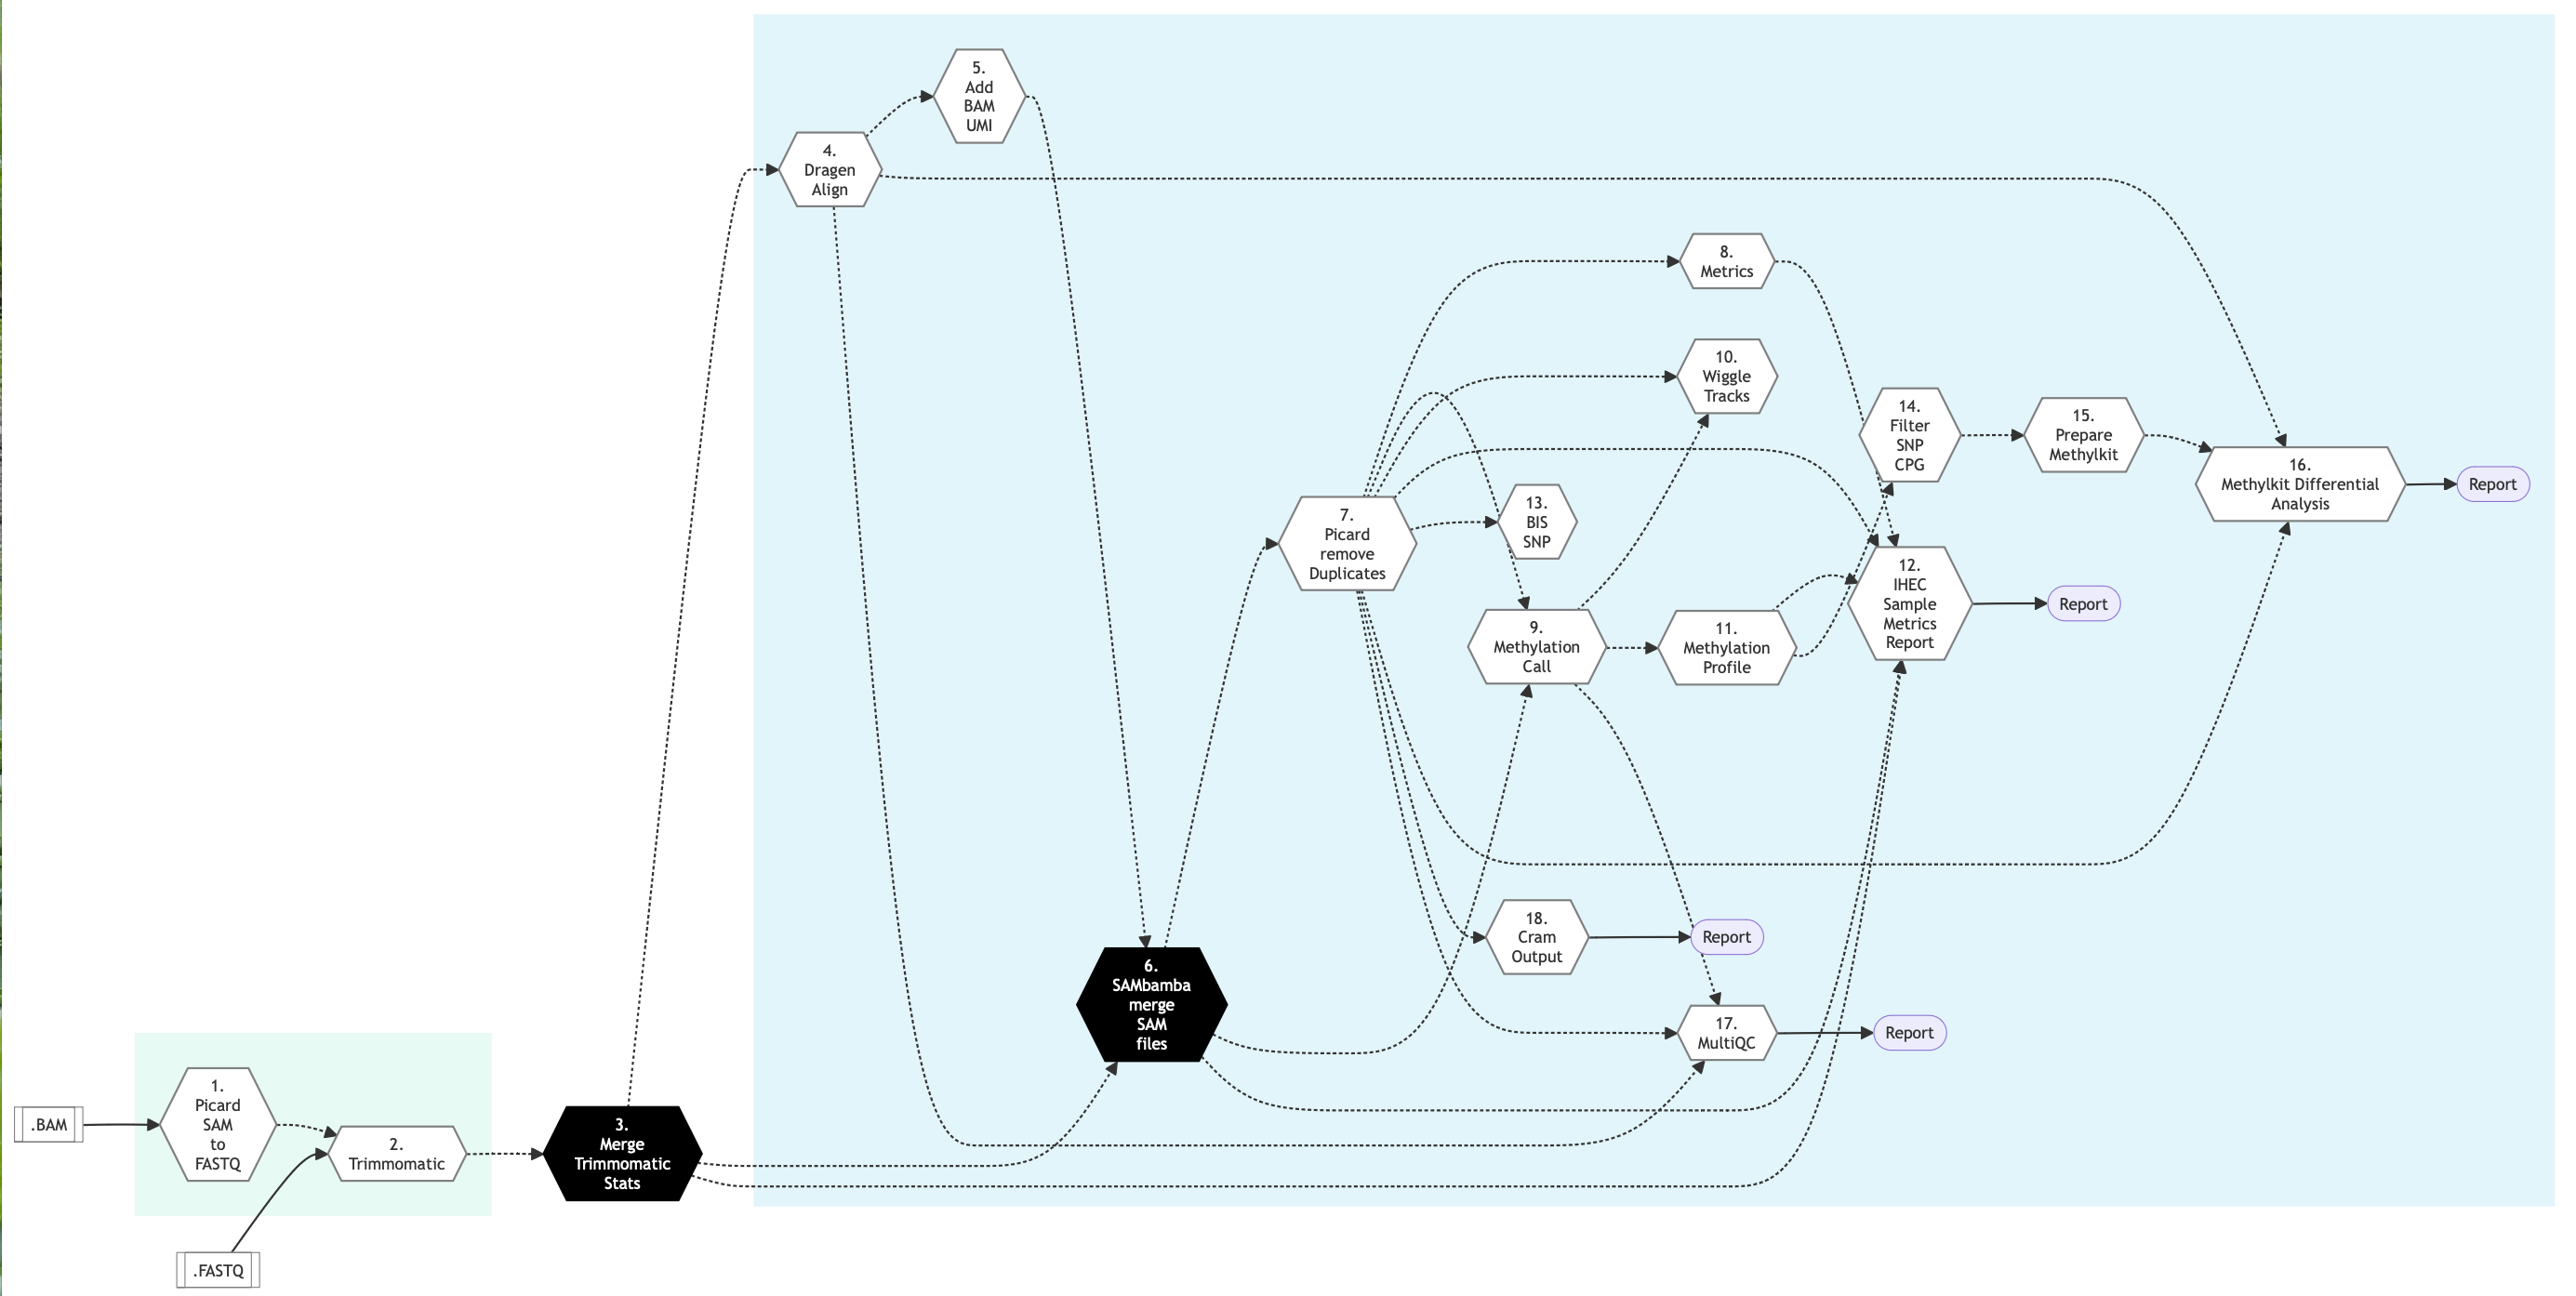 .BAM
.FASTQ
1.
Picard
SAM
to
FASTQ
2.
Trimmomatic
3.
Merge
Trimmomatic
Stats
4.
Dragen
Align
5.
Add
BAM
UMI
6.
SAMbamba
merge
SAM
files
7.
Picard
remove
Duplicates
8.
Metrics
9.
Methylation
Call
10.
Wiggle
Tracks
11.
Methylation
Profile
12.
IHEC
Sample
Metrics
Report
Report
13.
BIS
SNP
14.
Filter
SNP
CPG
15.
Prepare
Methylkit
16.
Methylkit Differential
Analysis
Report
17.
MultiQC
Report
18.
Cram
Output
Report